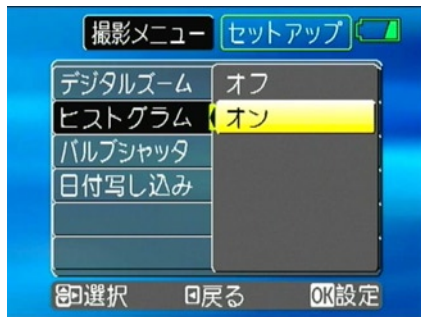 撮影メニュー セットアップ
デジタルズーム オフ
ヒストグラム オン
バルブシャッタ
日付写し込み
選択 戻る OK設定